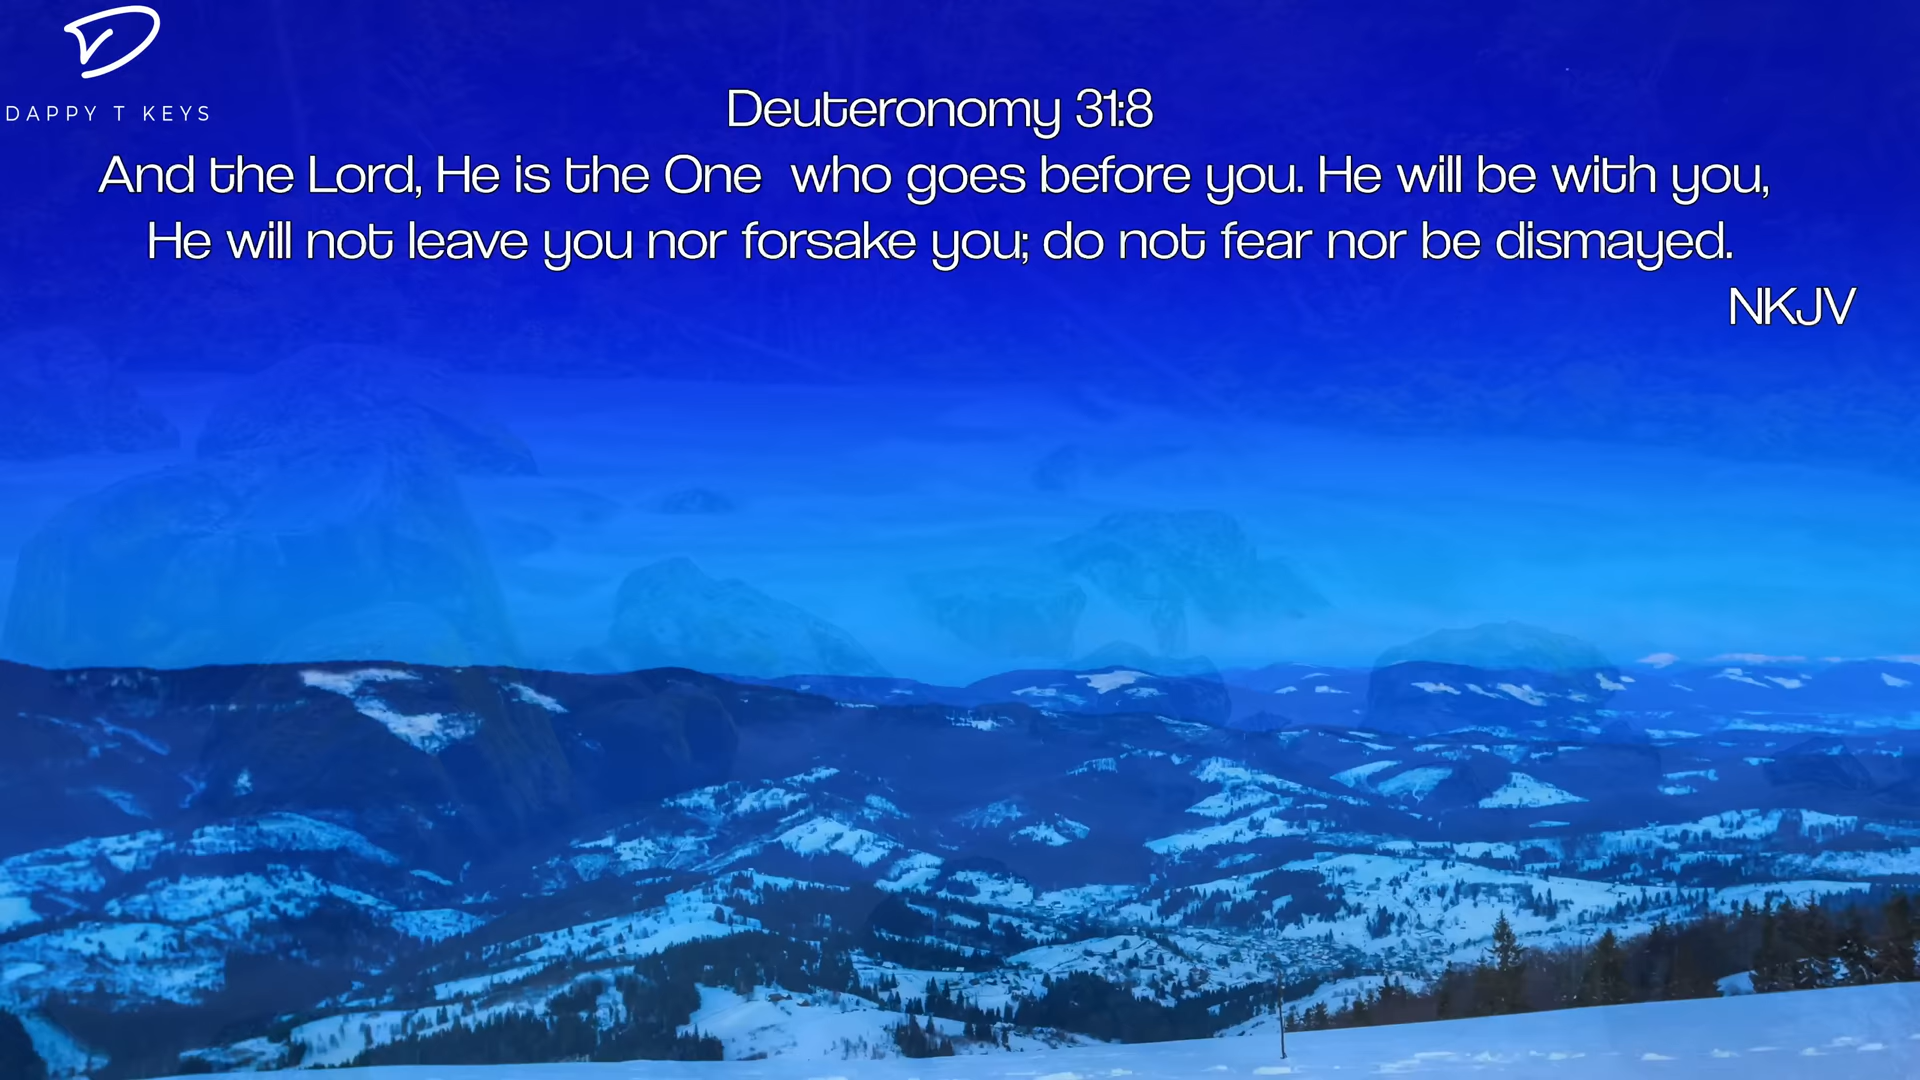 DAPPY T KEYS
Deuteronomy 31:8
And the Lord, He is the One  who goes before you. He will be with you,
He will not leave you nor forsake you; do not fear nor be dismayed.
NKJV